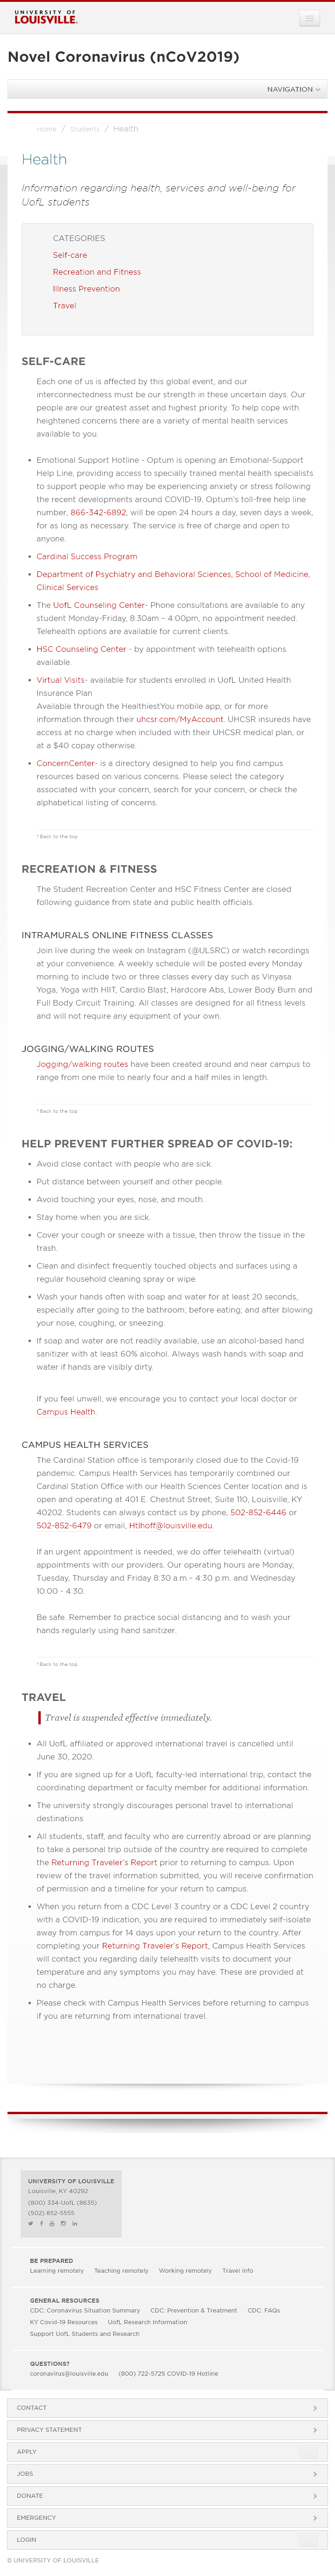 UNIVERSITY OF
LOUISVILLE.
Novel Coronavirus (nCoV2019)
NAVIGATION
Home / Students / Health
Health
Information regarding health, services and well-being for
UofL students
CATEGORIES
Self-care
Recreation and Fitness
Illness Prevention
Travel
SELF-CARE
Each one of us is affected by this global event, and our
interconnectedness must be our strength in these uncertain days. Our
people are our greatest asset and highest priority. To help cope with
heightened concerns there are a variety of mental health services
available to you.
Emotional Support Hotline - Optum is opening an Emotional-Support
Help Line, providing access to specially trained mental health specialists
to support people who may be experiencing anxiety or stress following
the recent developments around COVID-19. Optum's toll-free help line
number, 866-342-6892, will be open 24 hours a day, seven days a week,
for as long as necessary. The service is free of charge and open to
anyone.
Cardinal Success Program
Department of Psychiatry and Behavioral Sciences, School of Medicine,
Clinical Services
The UofL Counseling Center- Phone consultations are available to any
student Monday-Friday, 8:30am – 4:00pm, no appointment needed.
Telehealth options are available for current clients.
HSC Counseling Center - by appointment with telehealth options
available.
Virtual Visits- available for students enrolled in UofL United Health
Insurance Plan
Available through the HealthiestYou mobile app, or for more
information through their uhcsr.com/MyAccount. UHCSR insureds have
access at no charge when included with their UHCSR medical plan, or
at a $40 copay otherwise.
ConcernCenter- is a directory designed to help you find campus
resources based on various concerns. Please select the category
associated with your concern, search for your concern, or check the
alphabetical listing of concerns.
^ Back to the top
RECREATION & FITNESS
The Student Recreation Center and HSC Fitness Center are closed
following guidance from state and public health officials.
INTRAMURALS ONLINE FITNESS CLASSES
Join live during the week on Instagram (@ULSRC) or watch recordings
at your convenience. A weekly schedule will be posted every Monday
morning to include two or three classes every day such as Vinyasa
Yoga, Yoga with HIIT, Cardio Blast, Hardcore Abs, Lower Body Burn and
Full Body Circuit Training. All classes are designed for all fitness levels
and will not require any equipment of your own.
JOGGING/WALKING ROUTES
Jogging/walking routes have been created around and near campus to
range from one mile to nearly four and a half miles in length.
^ Back to the top
HELP PREVENT FURTHER SPREAD OF COVID-19:
Avoid close contact with people who are sick.
Put distance between yourself and other people.
Avoid touching your eyes, nose, and mouth.
Stay home when you are sick.
Cover your cough or sneeze with a tissue, then throw the tissue in the
trash.
Clean and disinfect frequently touched objects and surfaces using a
regular household cleaning spray or wipe.
Wash your hands often with soap and water for at least 20 seconds,
especially after going to the bathroom; before eating; and after blowing
your nose, coughing, or sneezing.
If soap and water are not readily available, use an alcohol-based hand
sanitizer with at least 60% alcohol. Always wash hands with soap and
water if hands are visibly dirty.
If you feel unwell, we encourage you to contact your local doctor or
Campus Health.
CAMPUS HEALTH SERVICES
The Cardinal Station office is temporarily closed due to the Covid-19
pandemic. Campus Health Services has temporarily combined our
Cardinal Station Office with our Health Sciences Center location and is
open and operating at 401 E. Chestnut Street, Suite 110, Louisville, KY
40202. Students can always contact us by phone, 502-852-6446 or
502-852-6479 or email, Htlhoff@louisville.edu.
If an urgent appointment is needed, we do offer telehealth (virtual)
appointments with our providers. Our operating hours are Monday,
Tuesday, Thursday and Friday 8:30 a.m.– 4:30 p.m. and Wednesday
10:00 - 4:30.
Be safe. Remember to practice social distancing and to wash your
hands regularly using hand sanitizer.
^ Back to the top
TRAVEL
Travel is suspended effective immediately.
All UofL affiliated or approved international travel is cancelled until
June 30, 2020.
If you are signed up for a UofL faculty-led international trip, contact the
coordinating department or faculty member for additional information.
The university strongly discourages personal travel to international
destinations
All students, staff, and faculty who are currently abroad or are planning
to take a personal trip outside of the country are required to complete
the Returning Traveler's Report prior to returning to campus. Upon
review of the travel information submitted, you will receive confirmation
of permission and a timeline for your return to campus.
When you return from a CDC Level 3 country or a CDC Level 2 country
with a COVID-19 indication, you are required to immediately self-isolate
away from campus for 14 days upon your return to the country. After
completing your Returning Traveler's Report, Campus Health Services
will contact you regarding daily telehealth visits to document your
temperature and any symptoms you may have. These are provided at
no charge.
Please check with Campus Health Services before returning to campus
if you are returning from international travel.
UNIVERSITY OF LOUISVILLE
Louisville, KY 40292
(800) 334-UofL (8635)
(502) 852-5555
BE PREPARED
Learning remotely Teaching remotely Working remotely Travel info
GENERAL RESOURCES
CDC: Coronavirus Situation Summary CDC: Prevention & Treatment CDC: FAQs
KY Covid-19 Resources UofL Research Information
Support UofL Students and Research
QUESTIONS?
coronavirus@louisville.edu (800) 722-5725 COVID-19 Hotline
CONTACT
PRIVACY STATEMENT
APPLY
JOBS
DONATE
EMERGENCY
LOGIN
© UNIVERSITY OF LOUISVILLE